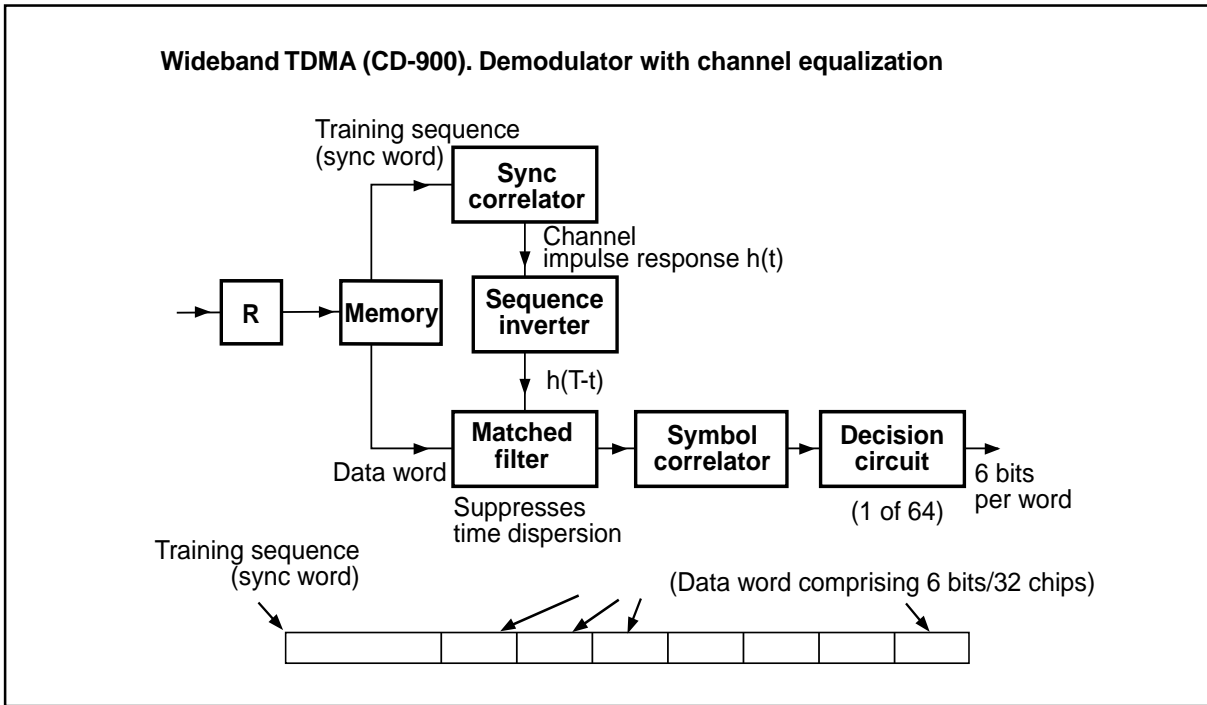 Wideband TDMA (CD-900). Demodulator with channel equalization
Training sequence
(sync word)
Sync
correlator
Channel
impulse response h(t)
R
Memory
Sequence
inverter
h(T-t)
Matched
filter
Symbol
correlator
Decision
circuit
Data word
6 bits
per word
Suppresses
time dispersion
(1 of 64)
Training sequence
(sync word)
(Data word comprising 6 bits/32 chips)